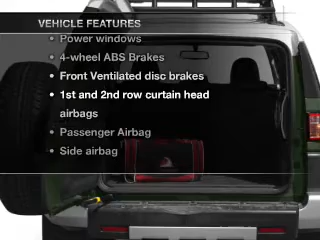 VEHICLE FEATURES
• Power windows
• 4-wheel ABS Brakes
• Front Ventilated disc brakes
• 1st and 2nd row curtain head
airbags
• Passenger Airbag
• Side airbag